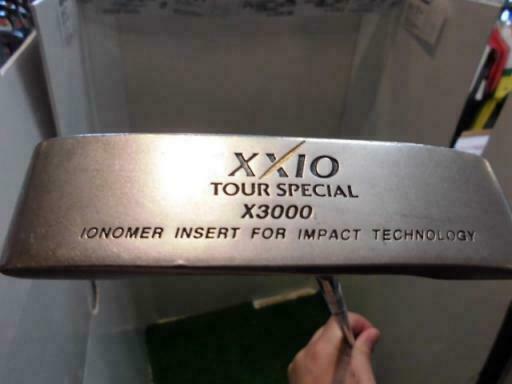 XXIO
TOUR SPECIAL
X3000
IONOMER INSERT FOR IMPACT TECHNOLOGY